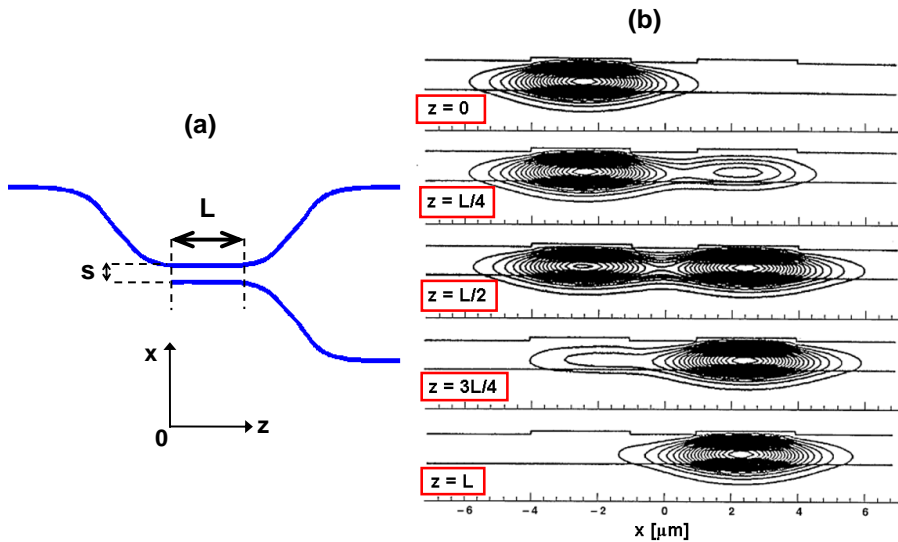 (a)
L
s
x
0
z
(b)
z = 0
z = L/4
z = L/2
z = 3L/4
z = L
−6 −4 −2 0 2 4 6
x [μm]